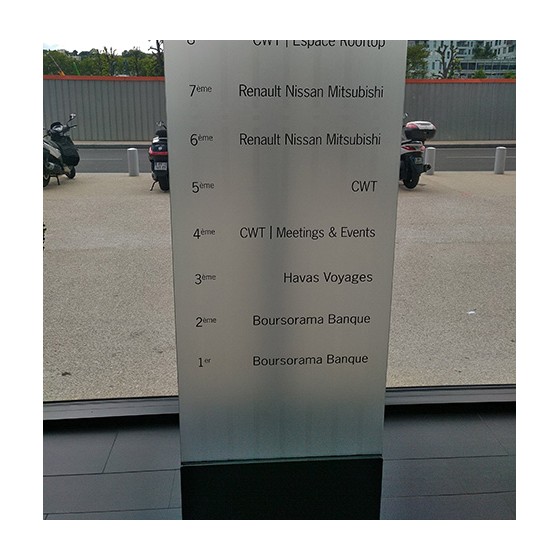 CWT | Espace Rooftop
7ème Renault Nissan Mitsubishi
6ème Renault Nissan Mitsubishi
5ème CWT
4ème CWT | Meetings & Events
3ème Havas Voyages
2ème Boursorama Banque
1er Boursorama Banque